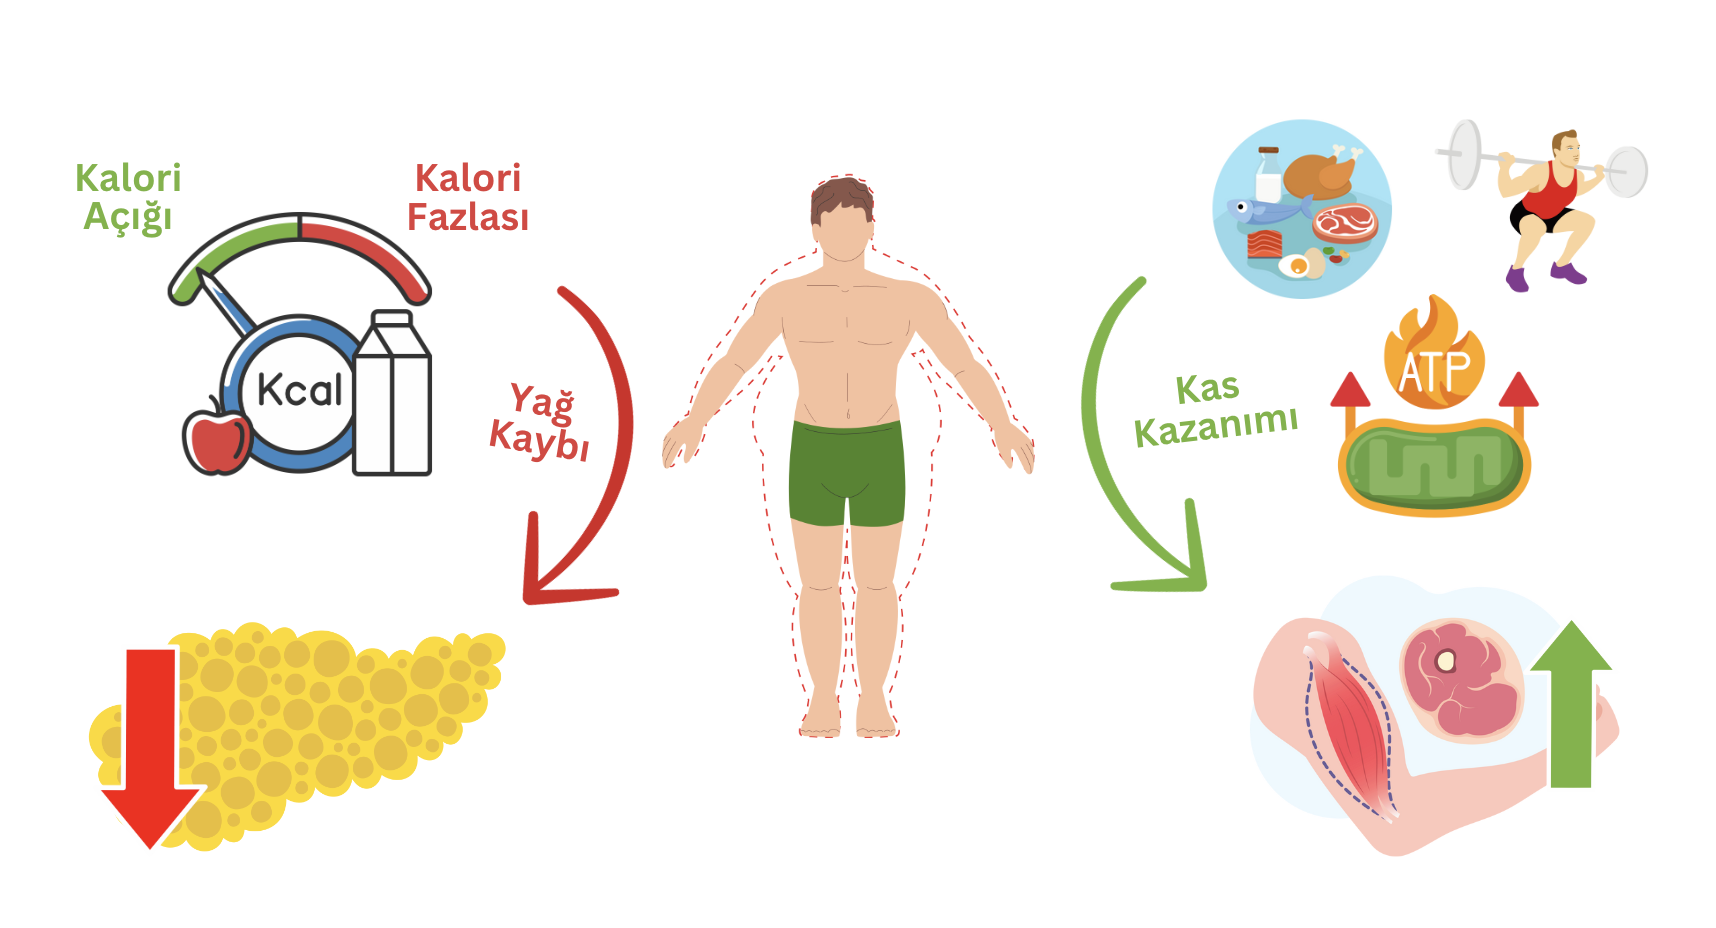 Kalori
Açığı
Kalori
Fazlası
Kcal
Yağ
Kaybı
Kas
Kazanımı
ATP